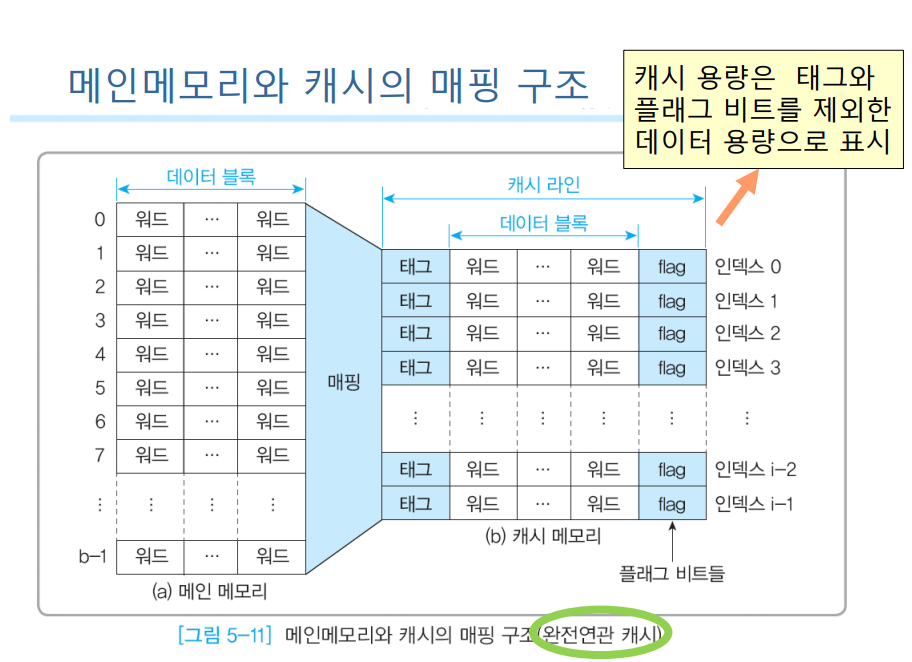 메인메모리와 캐시의 매핑 구조
캐시 용량은 태그와
플래그 비트를 제외한
데이터 용량으로 표시
데이터 블록
캐시 라인
데이터 블록
0 워드 ⋯ 워드
1 워드 ⋯ 워드
2 워드 ⋯ 워드
3 워드 ⋯ 워드
4 워드 ⋯ 워드
5 워드 ⋯ 워드
6 워드 ⋯ 워드
7 워드 ⋯ 워드
⋮ ⋮ ⋮ ⋮
b-1 워드 ⋯ 워드
(a) 메인 메모리
매핑
태그 워드 ⋯ 워드 flag 인덱스 0
태그 워드 ⋯ 워드 flag 인덱스 1
태그 워드 ⋯ 워드 flag 인덱스 2
태그 워드 ⋯ 워드 flag 인덱스 3
⋮ ⋮ ⋮ ⋮ ⋮ ⋮
태그 워드 ⋯ 워드 flag 인덱스 i-2
태그 워드 ⋯ 워드 flag 인덱스 i-1
(b) 캐시 메모리
플래그 비트들
[그림 5-11] 메인메모리와 캐시의 매핑 구조(완전연관 캐시)